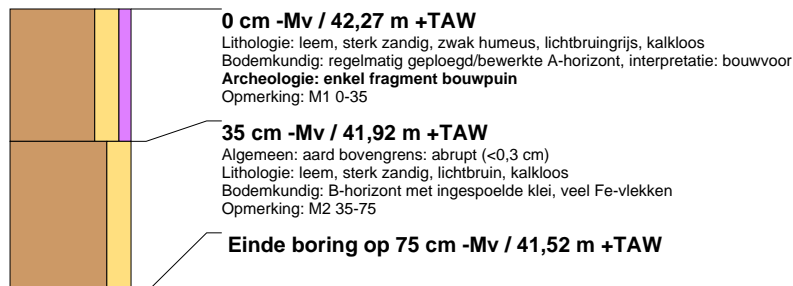 0 cm -Mv / 42,27 m +TAW
Lithologie: leem, sterk zandig, zwak humeus, lichtbruingrijs, kalkloos
Bodemkundig: regelmatig geploegd/bewerkte A-horizont, interpretatie: bouwvoor
Archeologie: enkel fragment bouwpuin
Opmerking: M1 0-35
35 cm -Mv / 41,92 m +TAW
Algemeen: aard bovengrens: abrupt (<0,3 cm)
Lithologie: leem, sterk zandig, lichtbruin, kalkloos
Bodemkundig: B-horizont met ingespoelde klei, veel Fe-vlekken
Opmerking: M2 35-75
Einde boring op 75 cm -Mv / 41,52 m +TAW